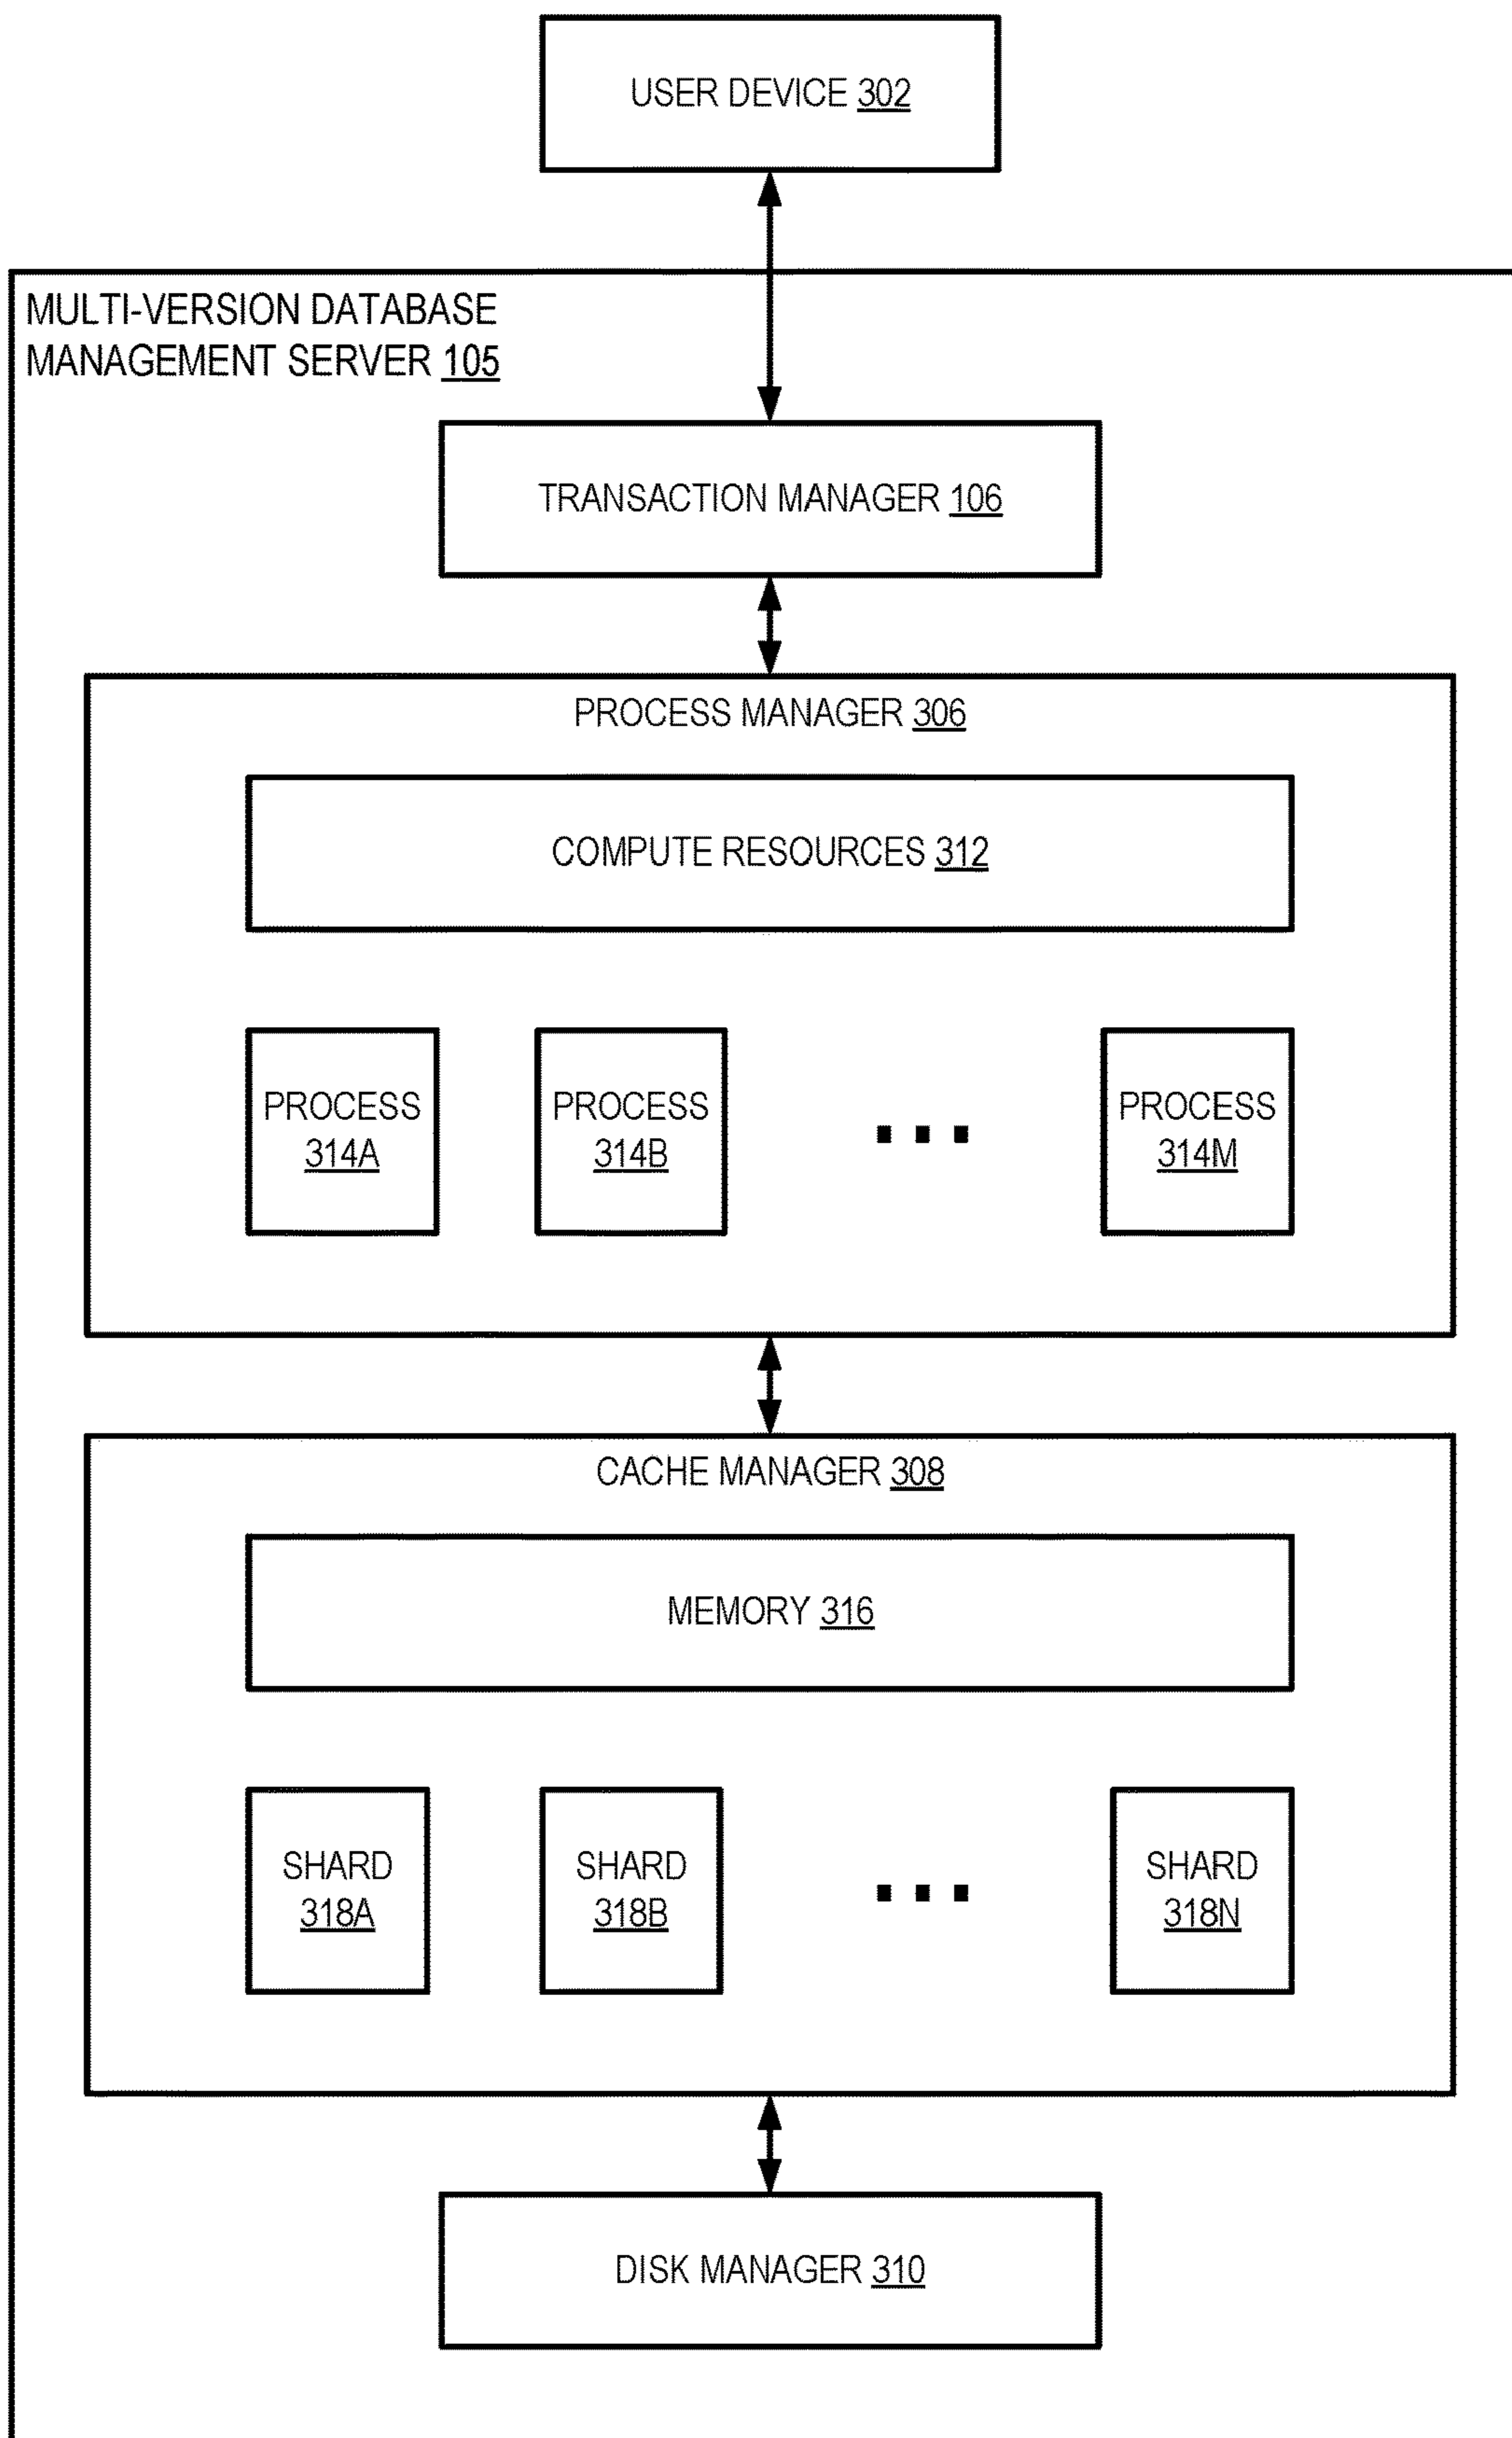 USER DEVICE 302
MULTI-VERSION DATABASE
MANAGEMENT SERVER 105
TRANSACTION MANAGER 106
PROCESS MANAGER 306
COMPUTE RESOURCES 312
PROCESS
314A
PROCESS
314B
PROCESS
314M
CACHE MANAGER 308
MEMORY 316
SHARD
318A
SHARD
318B
SHARD
318N
DISK MANAGER 310